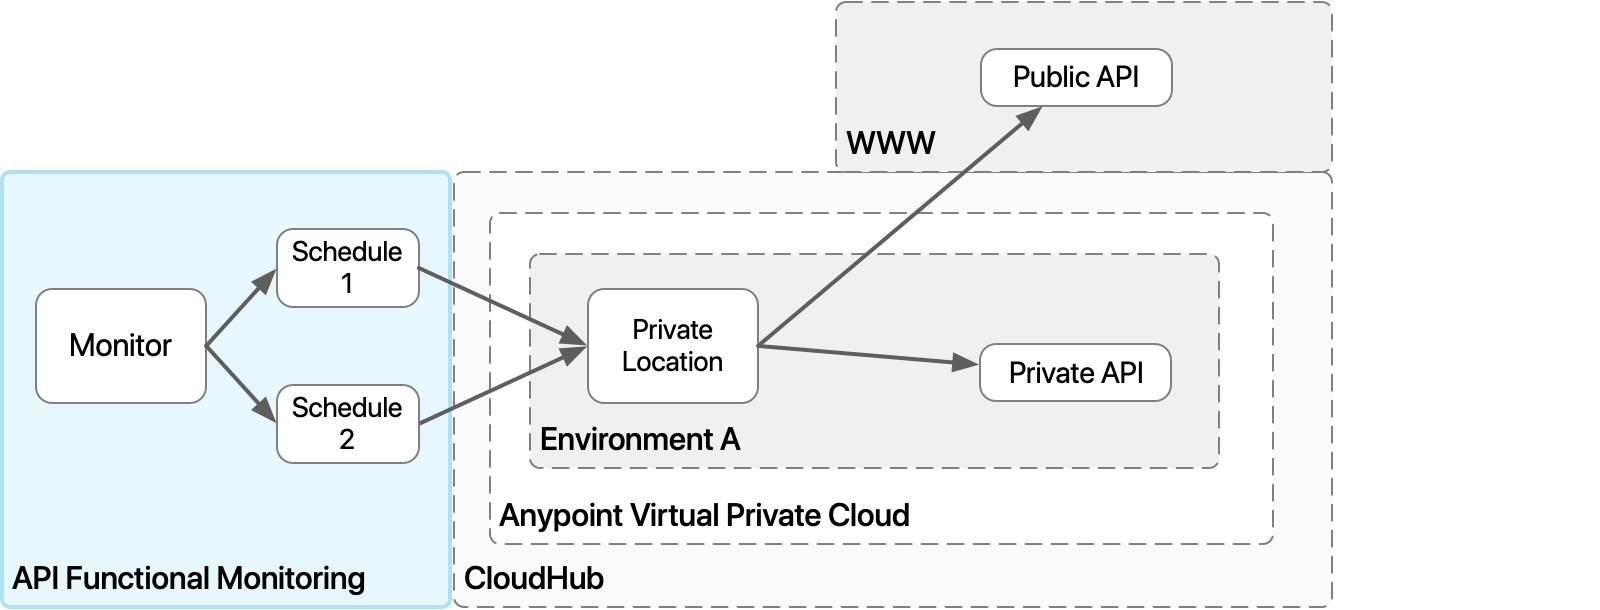 Public API
WWW
Schedule
1
Monitor
Schedule
2
Private
Location
Private API
Environment A
Anypoint Virtual Private Cloud
API Functional Monitoring
CloudHub